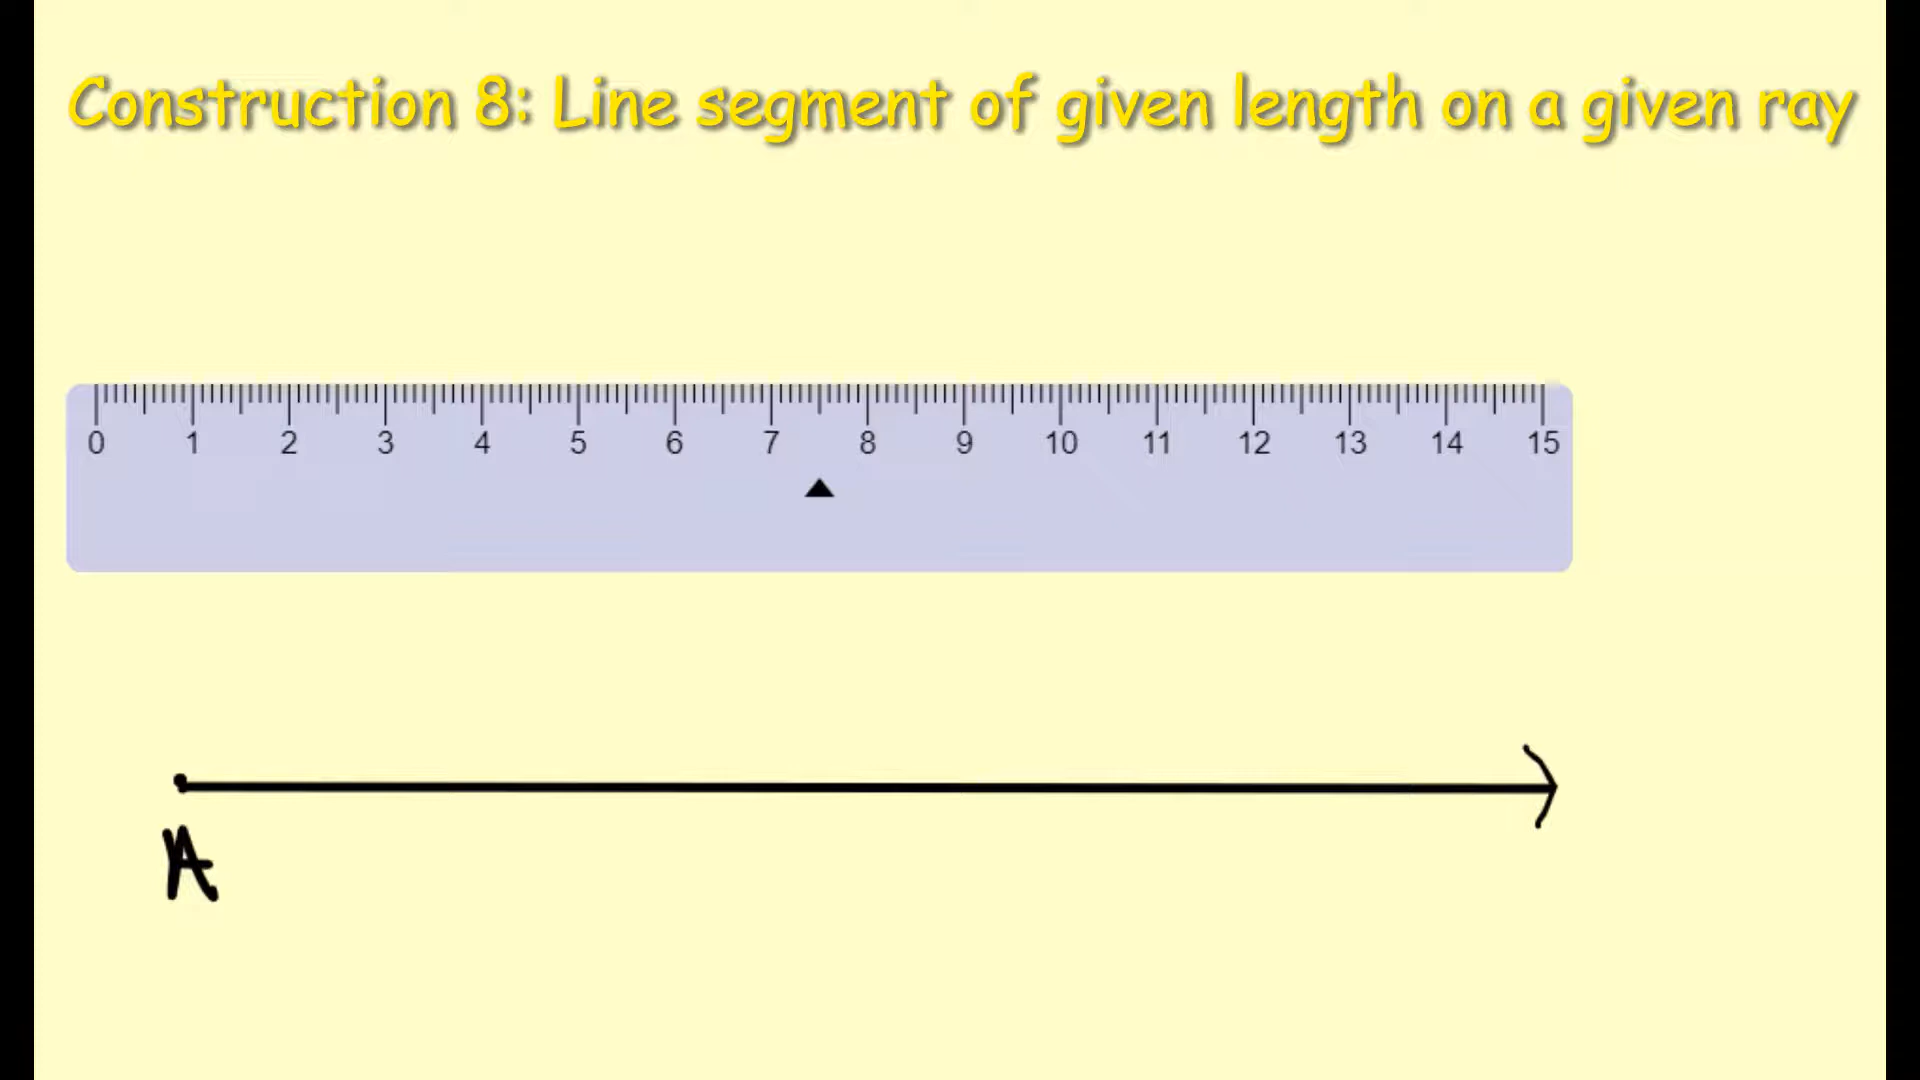 Construction 8: Line segment of given length on a given ray
0 1 2 3 4 5 6 7 8 9 10 11 12 13 14 15
A